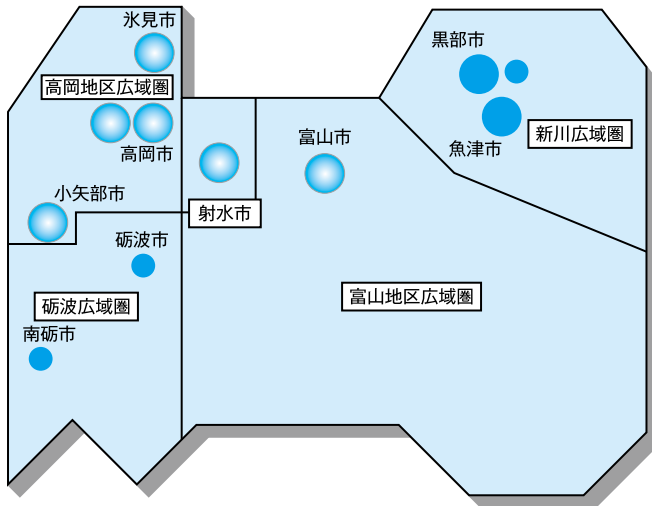 氷見市
黒部市
高岡地区広域圏
新川広域圏
富山市
魚津市
高岡市
小矢部市
射水市
砺波市
砺波広域圏
富山地区広域圏
南砺市